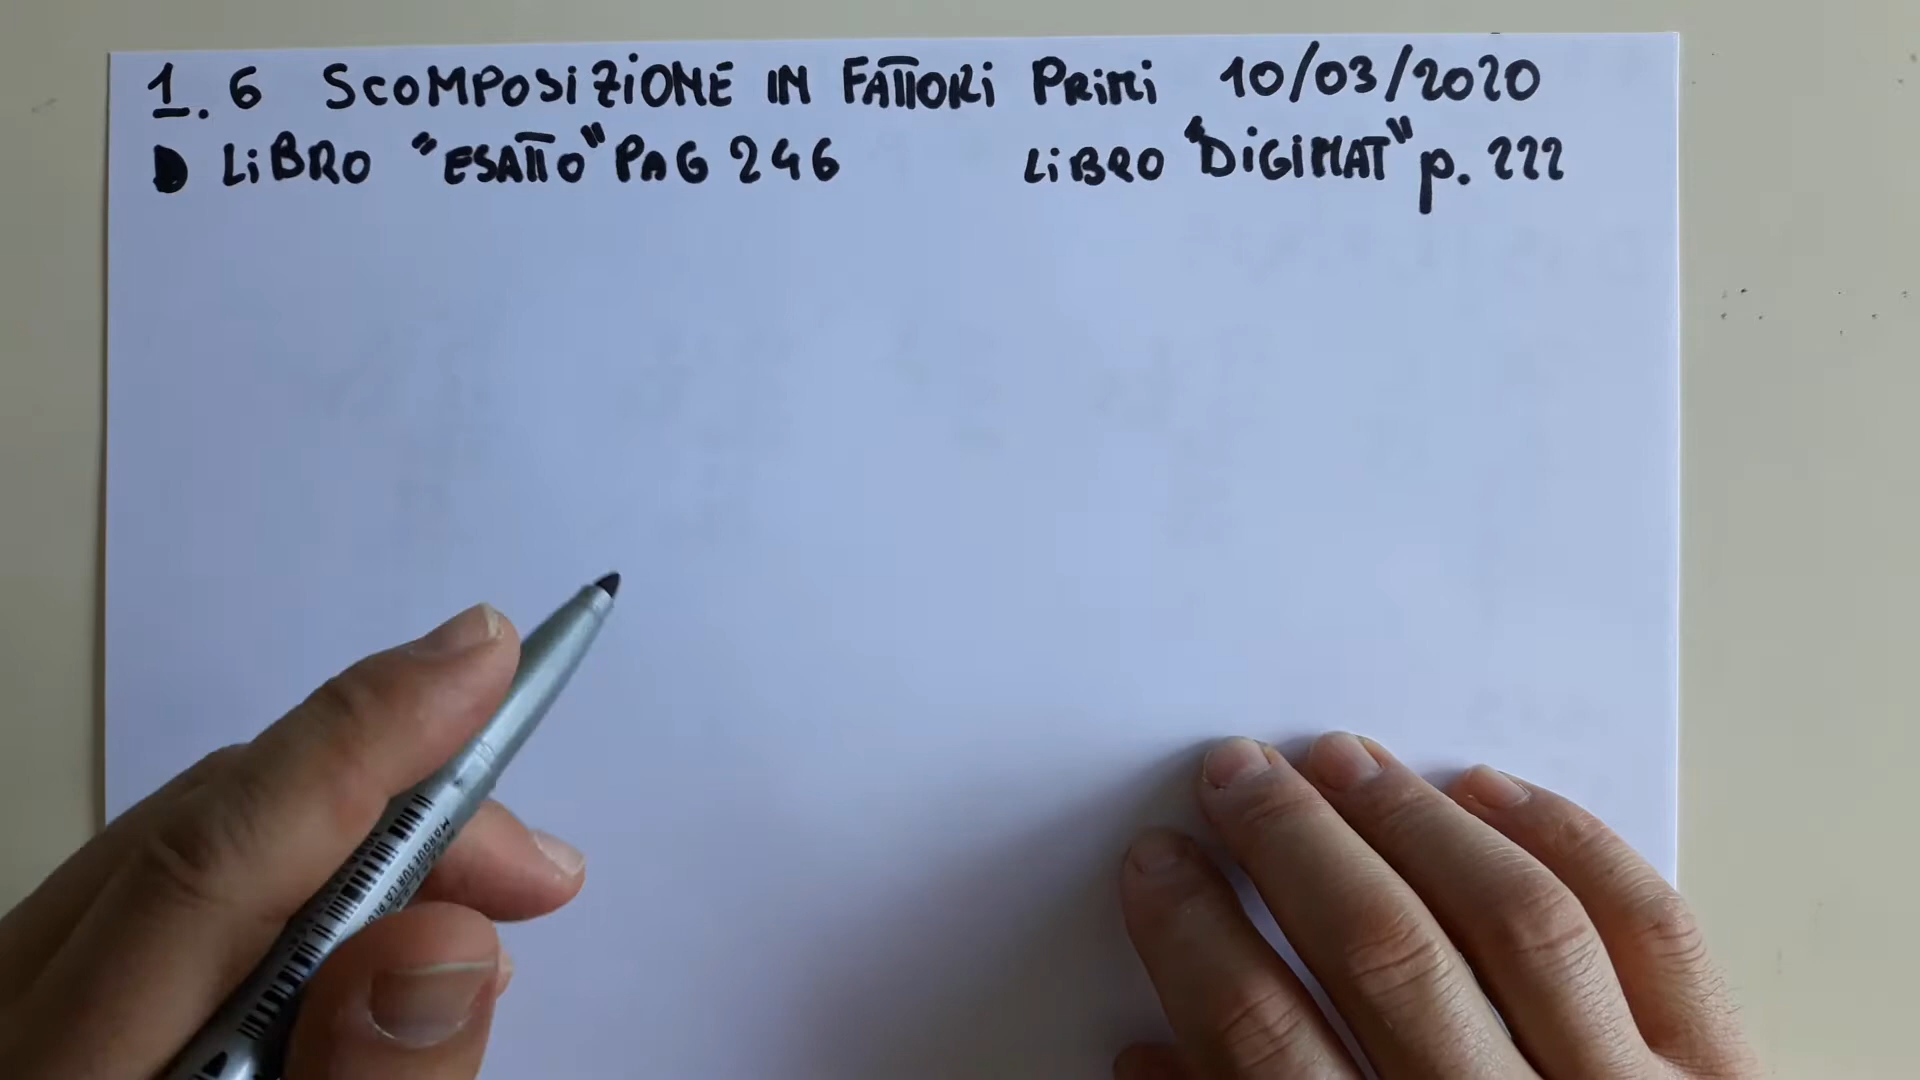 1.6 SCOMPOSIZIONE IN FATTORI PRIMI 10/03/2020
D LIBRO "ESATTO" PAG 246 LIBRO "DIGIMAT" p. 222